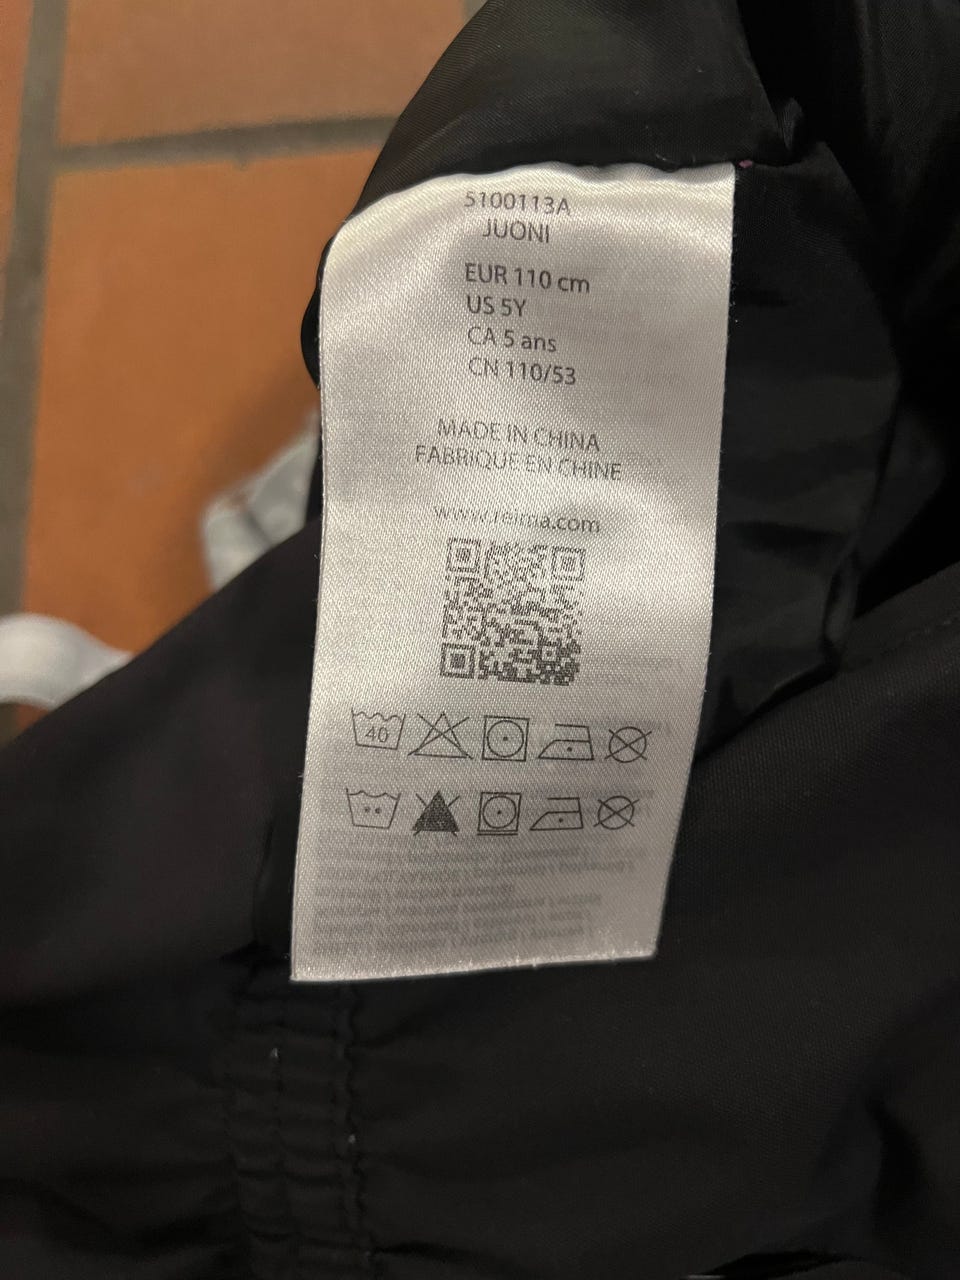 5100113A
JUONI
EUR 110 cm
US 5Y
CA 5 ans
CN 110/53
MADE IN CHINA
FABRIQUE EN CHINE
www.reima.com
40